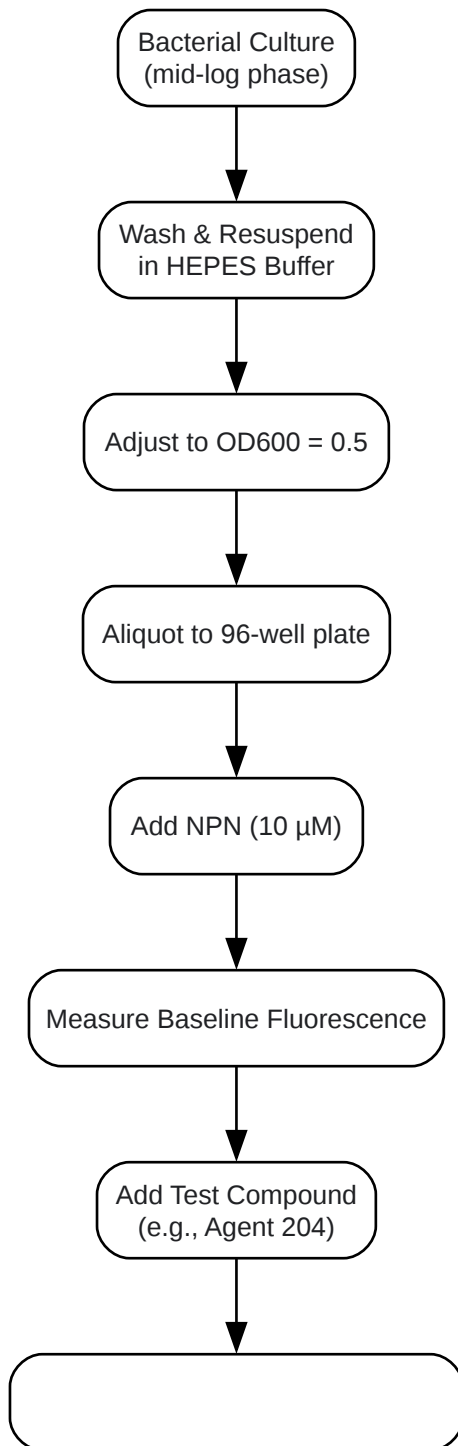 Bacterial Culture
(mid-log phase)
Wash & Resuspend
in HEPES Buffer
Adjust to OD600 = 0.5
Aliquot to 96-well plate
Add NPN (10 µM)
Measure Baseline Fluorescence
Add Test Compound
(e.g., Agent 204)